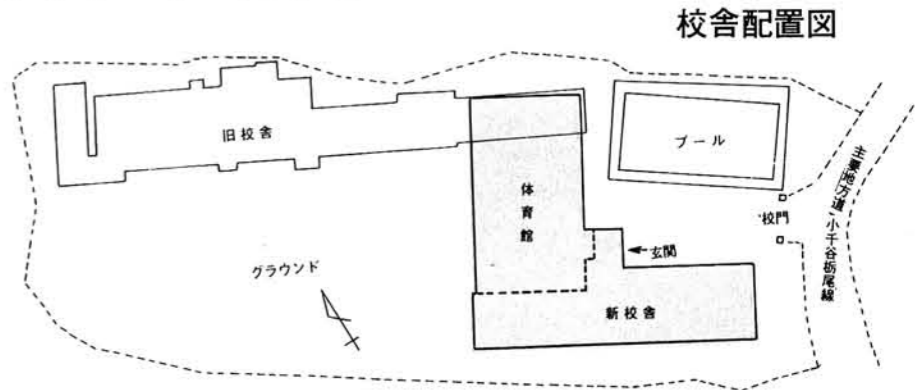 校舎配置図
旧校舎
プール
体育館
主要地方道・小千谷栃尾線
校門
玄関
グラウンド
新校舎